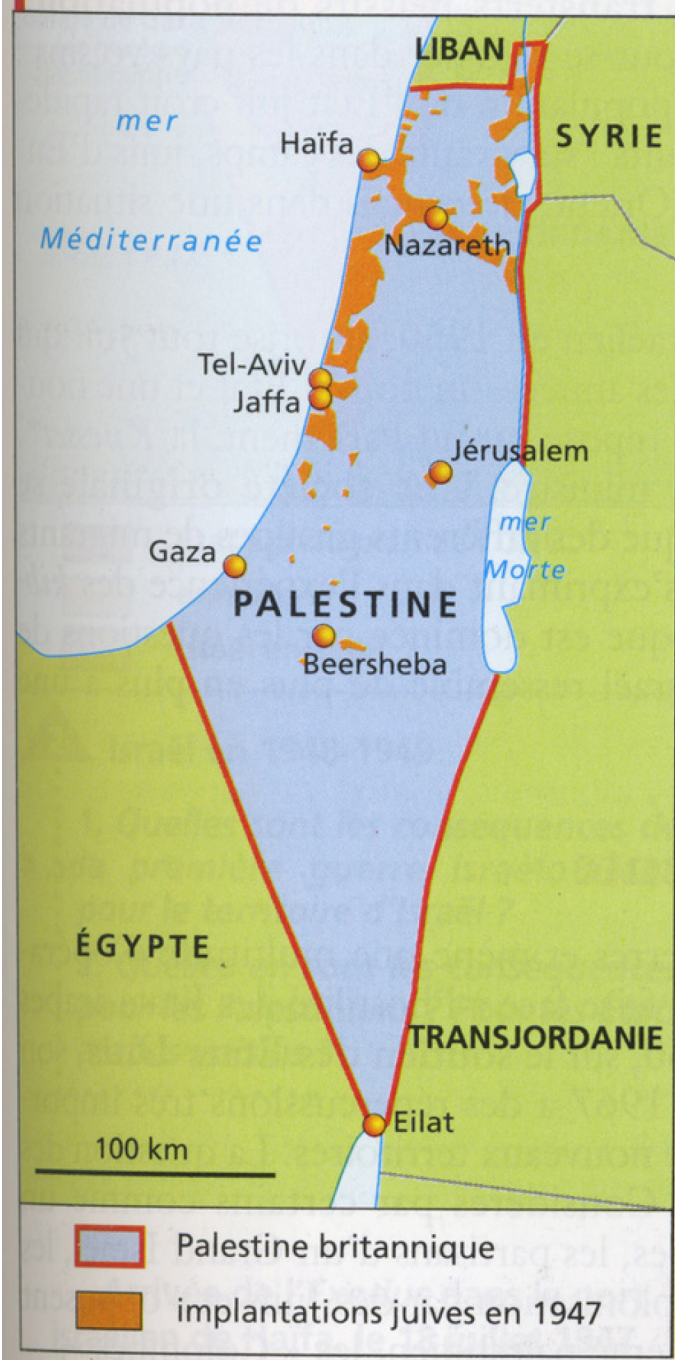 LIBAN
mer
Haïfa
SYRIE
Méditerranée
Nazareth
Tel-Aviv
Jaffa
Jérusalem
mer
Morte
Gaza
PALESTINE
Beersheba
ÉGYPTE
TRANSJORDANIE
Eilat
100 km
Palestine britannique
implantations juives en 1947